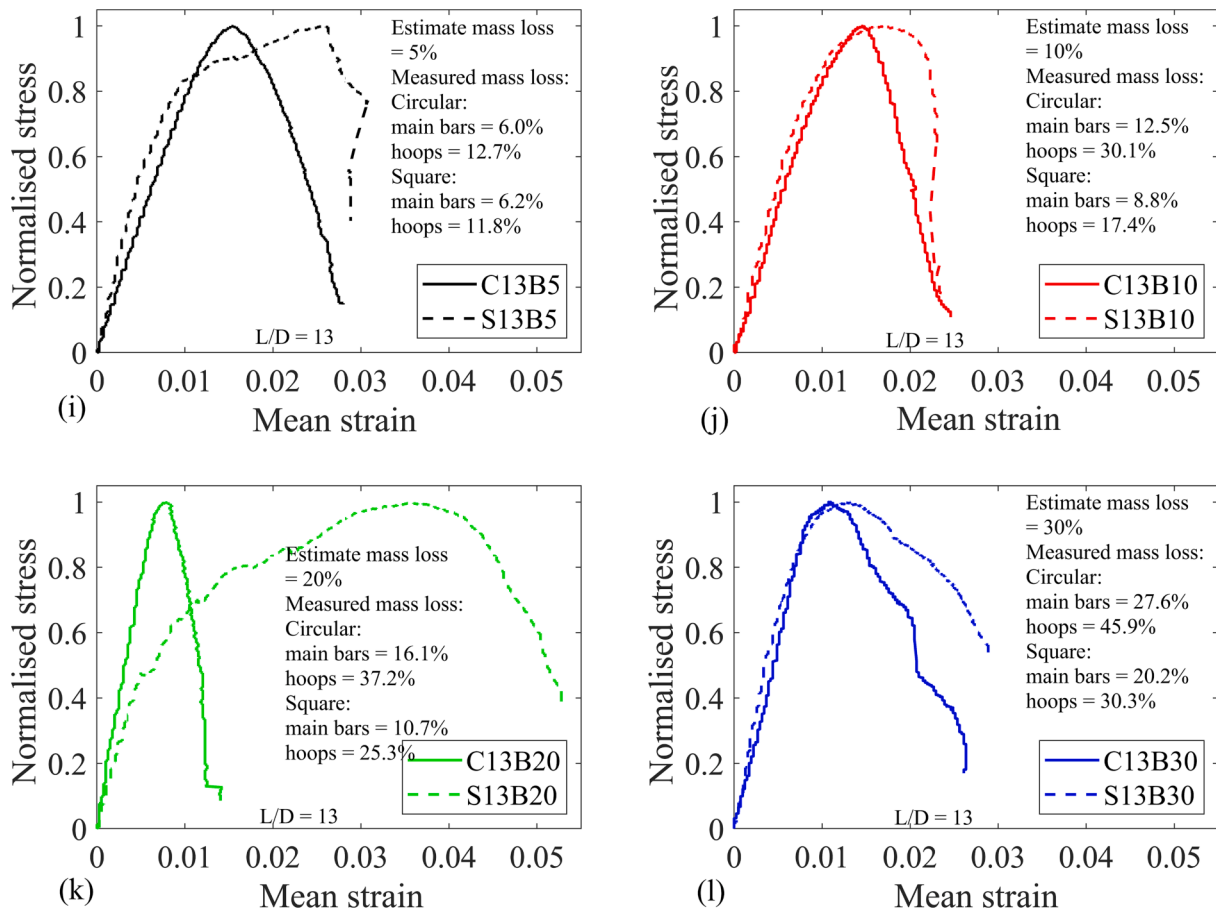 Normalised stress
1
0.8
0.6
0.4
0.2
0
Estimate mass loss
= 5%
Measured mass loss:
Circular:
main bars = 6.0%
hoops = 12.7%
Square:
main bars = 6.2%
hoops = 11.8%
C13B5
S13B5
L/D = 13
0 0.01 0.02 0.03 0.04 0.05
Mean strain
(i)
Normalised stress
1
0.8
0.6
0.4
0.2
0
Estimate mass loss
= 10%
Measured mass loss:
Circular:
main bars = 12.5%
hoops = 30.1%
Square:
main bars = 8.8%
hoops = 17.4%
C13B10
S13B10
L/D = 13
0 0.01 0.02 0.03 0.04 0.05
Mean strain
(j)
Normalised stress
1
0.8
0.6
0.4
0.2
0
Estimate mass loss
= 20%
Measured mass loss:
Circular:
main bars = 16.1%
hoops = 37.2%
Square:
main bars = 10.7%
hoops = 25.3%
C13B20
S13B20
L/D = 13
0 0.01 0.02 0.03 0.04 0.05
Mean strain
(k)
Normalised stress
1
0.8
0.6
0.4
0.2
0
Estimate mass loss
= 30%
Measured mass loss:
Circular:
main bars = 27.6%
hoops = 45.9%
Square:
main bars = 20.2%
hoops = 30.3%
C13B30
S13B30
L/D = 13
0 0.01 0.02 0.03 0.04 0.05
Mean strain
(l)